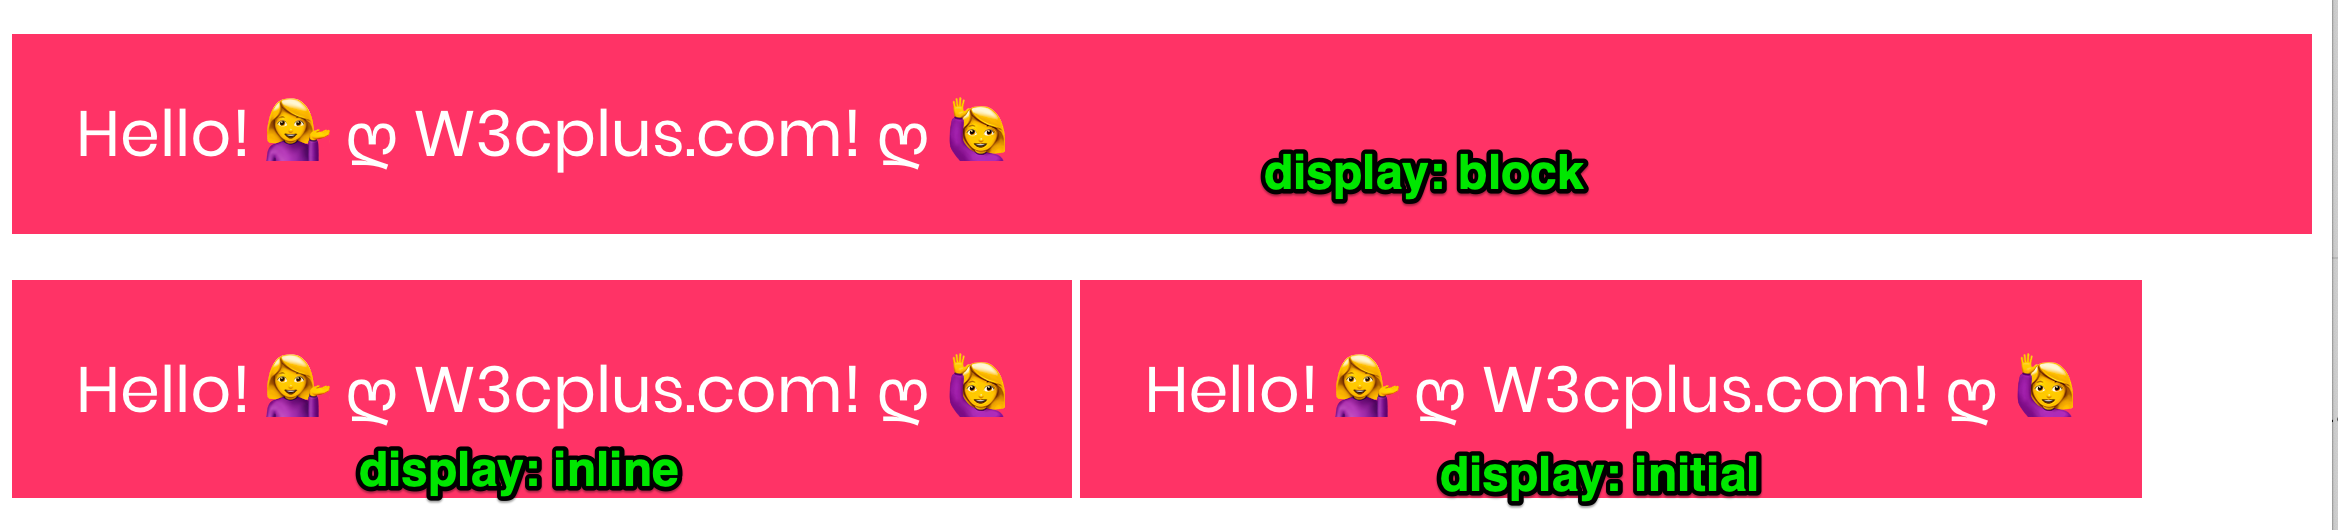 Hello! 💁‍♀️ ღ W3cplus.com! ღ 🙋‍♀️
display: block
Hello! 💁‍♀️ ღ W3cplus.com! ღ 🙋‍♀️
display: inline
Hello! 💁‍♀️ ღ W3cplus.com! ღ 🙋‍♀️
display: initial